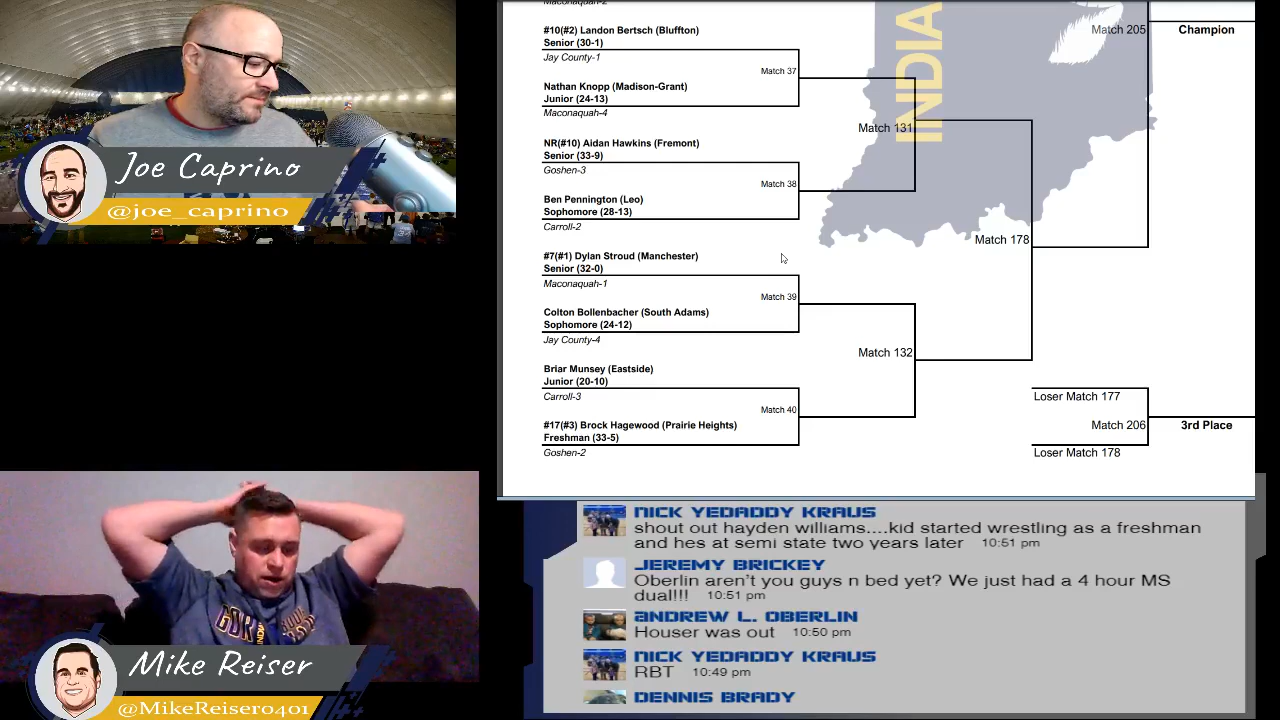 Joe Caprino
@joe_caprino
#10(#2) Landon Bertsch (Bluffton)
Senior (30-1)
Jay County-1
Match 37
Nathan Knopp (Madison-Grant)
Junior (24-13)
Maconaquah-4
NR(#10) Aidan Hawkins (Fremont)
Senior (33-9)
Goshen-3
Match 38
Ben Pennington (Leo)
Sophomore (28-13)
Carroll-2
#7(#1) Dylan Stroud (Manchester)
Senior (32-0)
Maconaquah-1
Match 39
Colton Bollenbacher (South Adams)
Sophomore (24-12)
Jay County-4
Briar Munsey (Eastside)
Junior (20-10)
Carroll-3
Match 40
#17(#3) Brock Hagewood (Prairie Heights)
Freshman (33-5)
Goshen-2
Match 131
Match 132
Match 178
Match 205
Champion
INDIA
Loser Match 177
Match 206
3rd Place
Loser Match 178
Mike Reiser
@MikeReiser0401
NICK YEDADDY KRAUS
shout out hayden williams....kid started wrestling as a freshman
and hes at semi state two years later 10:51 pm
JEREMY BRICKEY
Oberlin aren't you guys n bed yet? We just had a 4 hour MS
dual!!! 10:51 pm
ANDREW L. OBERLIN
Houser was out 10:50 pm
NICK YEDADDY KRAUS
RBT 10:49 pm
DENNIS BRADY